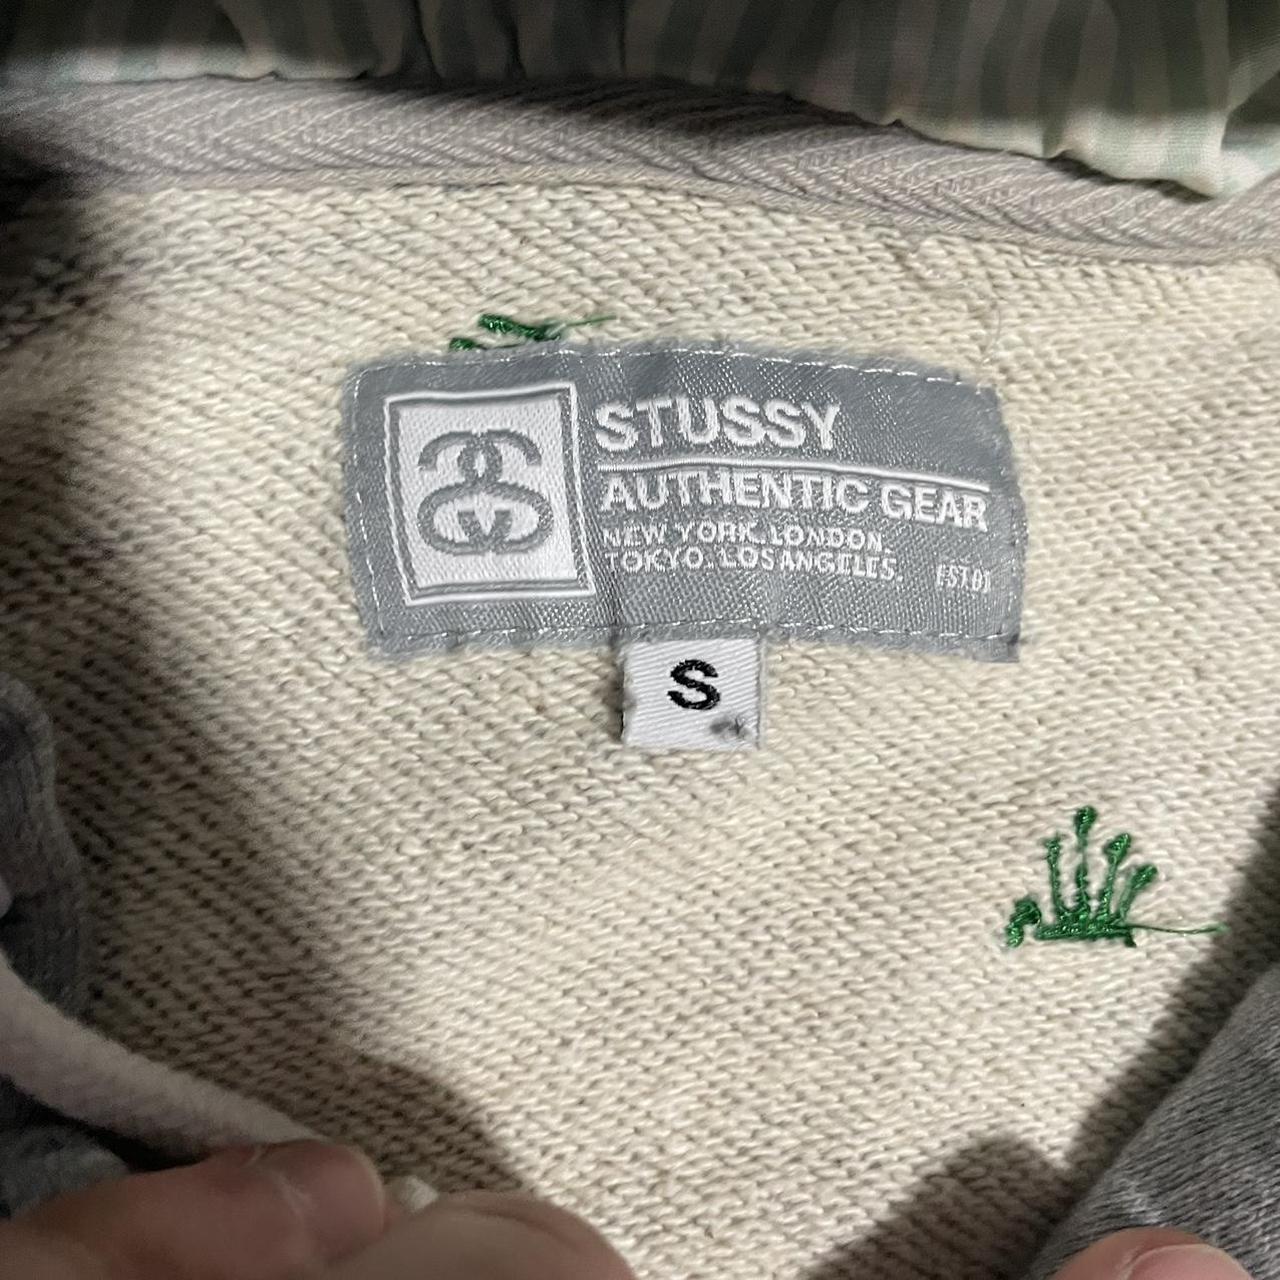 STUSSY
AUTHENTIC GEAR
NEW YORK. LONDON.
TOKYO. LOS ANGELES.
S